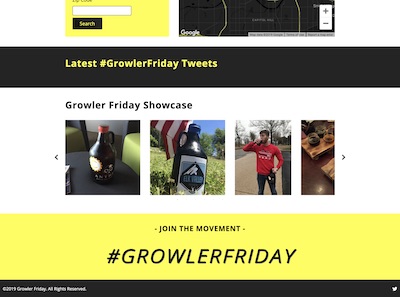 Zip Code
Search
Google
Latest #GrowlerFriday Tweets
Growler Friday Showcase
- JOIN THE MOVEMENT -
#GROWLERFRIDAY
©2019 Growler Friday. All Rights Reserved.